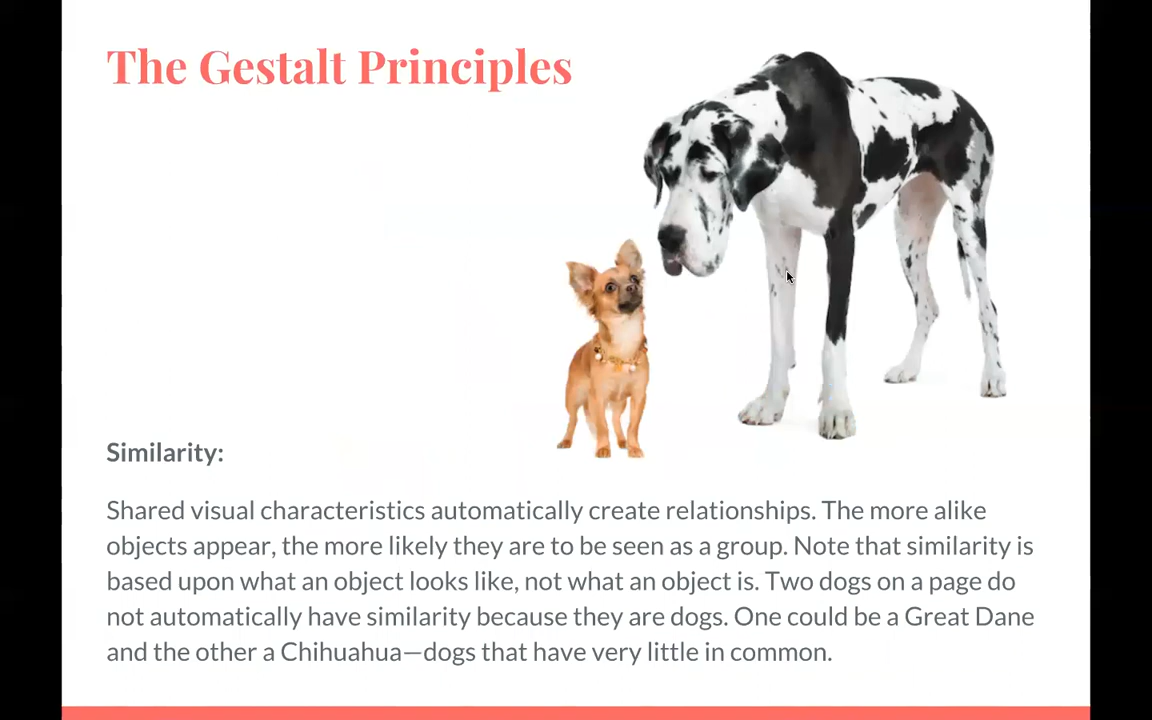 The Gestalt Principles
Similarity:
Shared visual characteristics automatically create relationships. The more alike
objects appear, the more likely they are to be seen as a group. Note that similarity is
based upon what an object looks like, not what an object is. Two dogs on a page do
not automatically have similarity because they are dogs. One could be a Great Dane
and the other a Chihuahua—dogs that have very little in common.